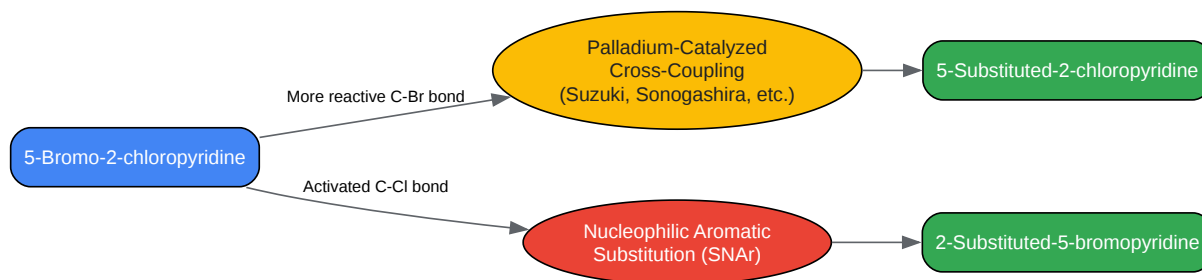 Palladium-Catalyzed
Cross-Coupling
(Suzuki, Sonogashira, etc.)
5-Substituted-2-chloropyridine
More reactive C-Br bond
5-Bromo-2-chloropyridine
Activated C-Cl bond
Nucleophilic Aromatic
Substitution (SNAr)
2-Substituted-5-bromopyridine